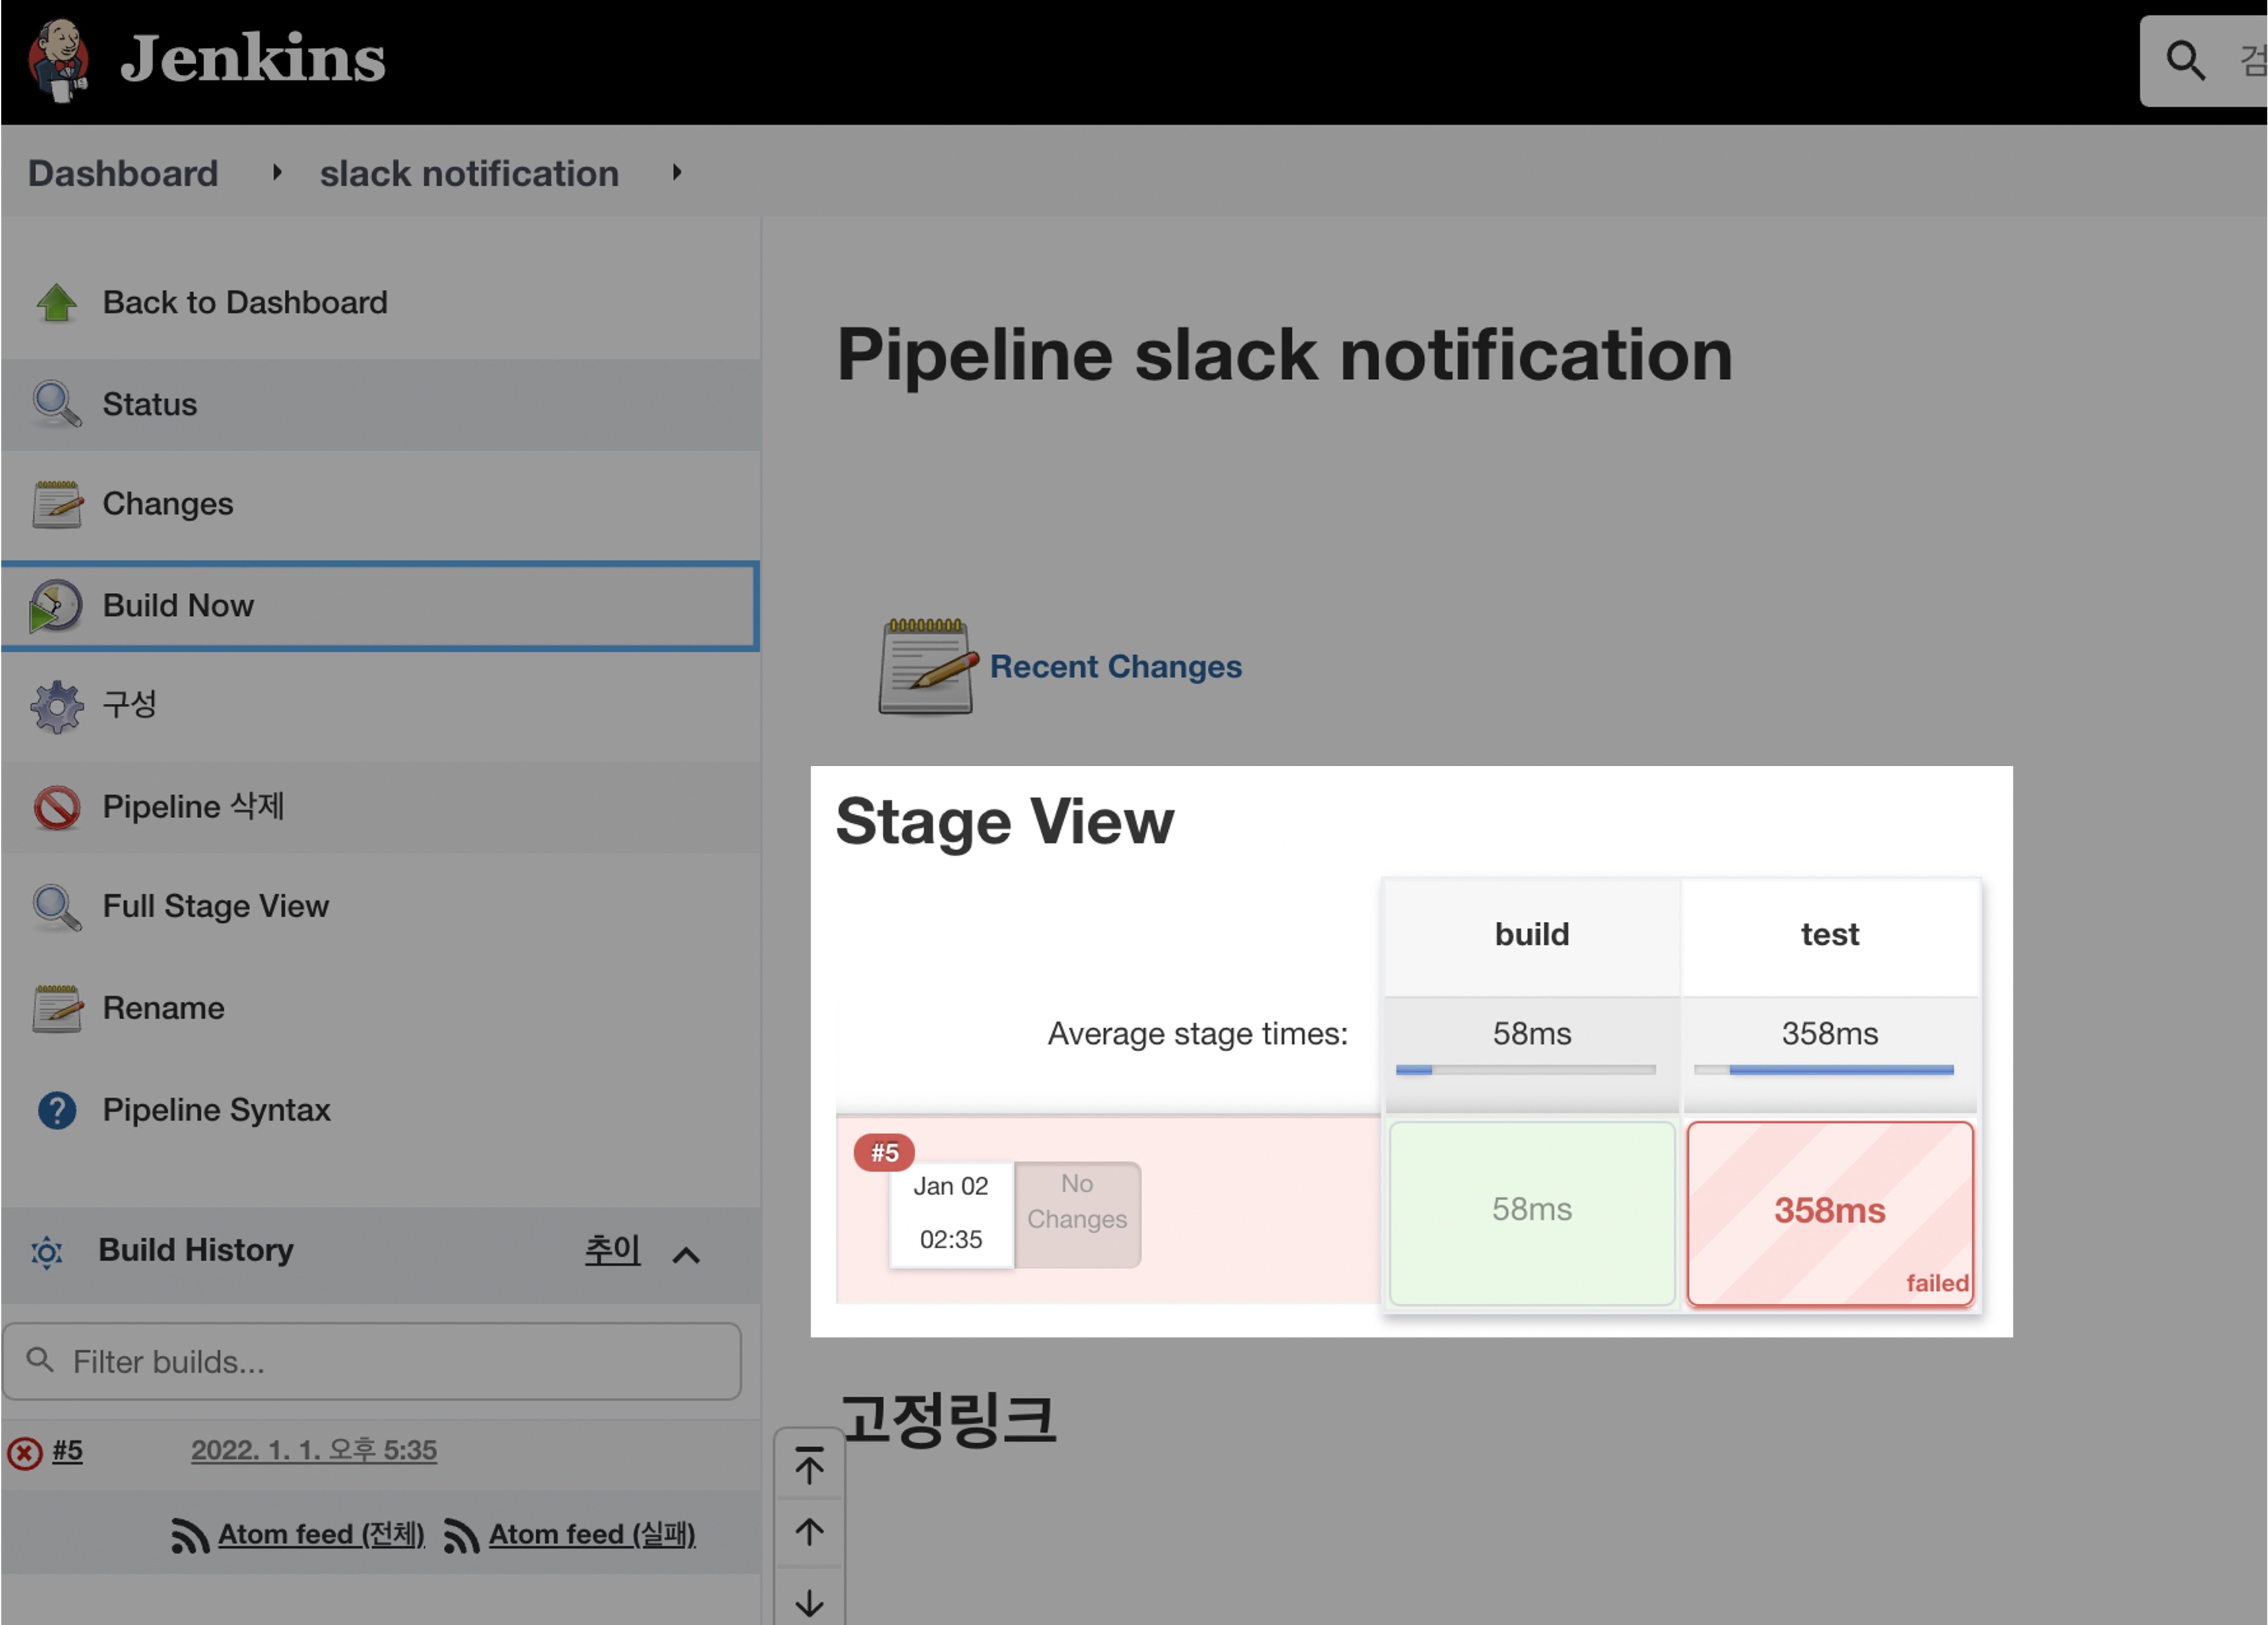 Jenkins
검
Dashboard
slack notification
Back to Dashboard
Status
Changes
Build Now
구성
Pipeline 삭제
Full Stage View
Rename
Pipeline Syntax
Build History 추이
Filter builds...
#5 2022. 1. 1. 오후 5:35
Atom feed (전체) Atom feed (실패)
Pipeline slack notification
Recent Changes
Stage View
build test
Average stage times: 58ms 358ms
#5
Jan 02
02:35
No
Changes
58ms
358ms
failed
고정링크